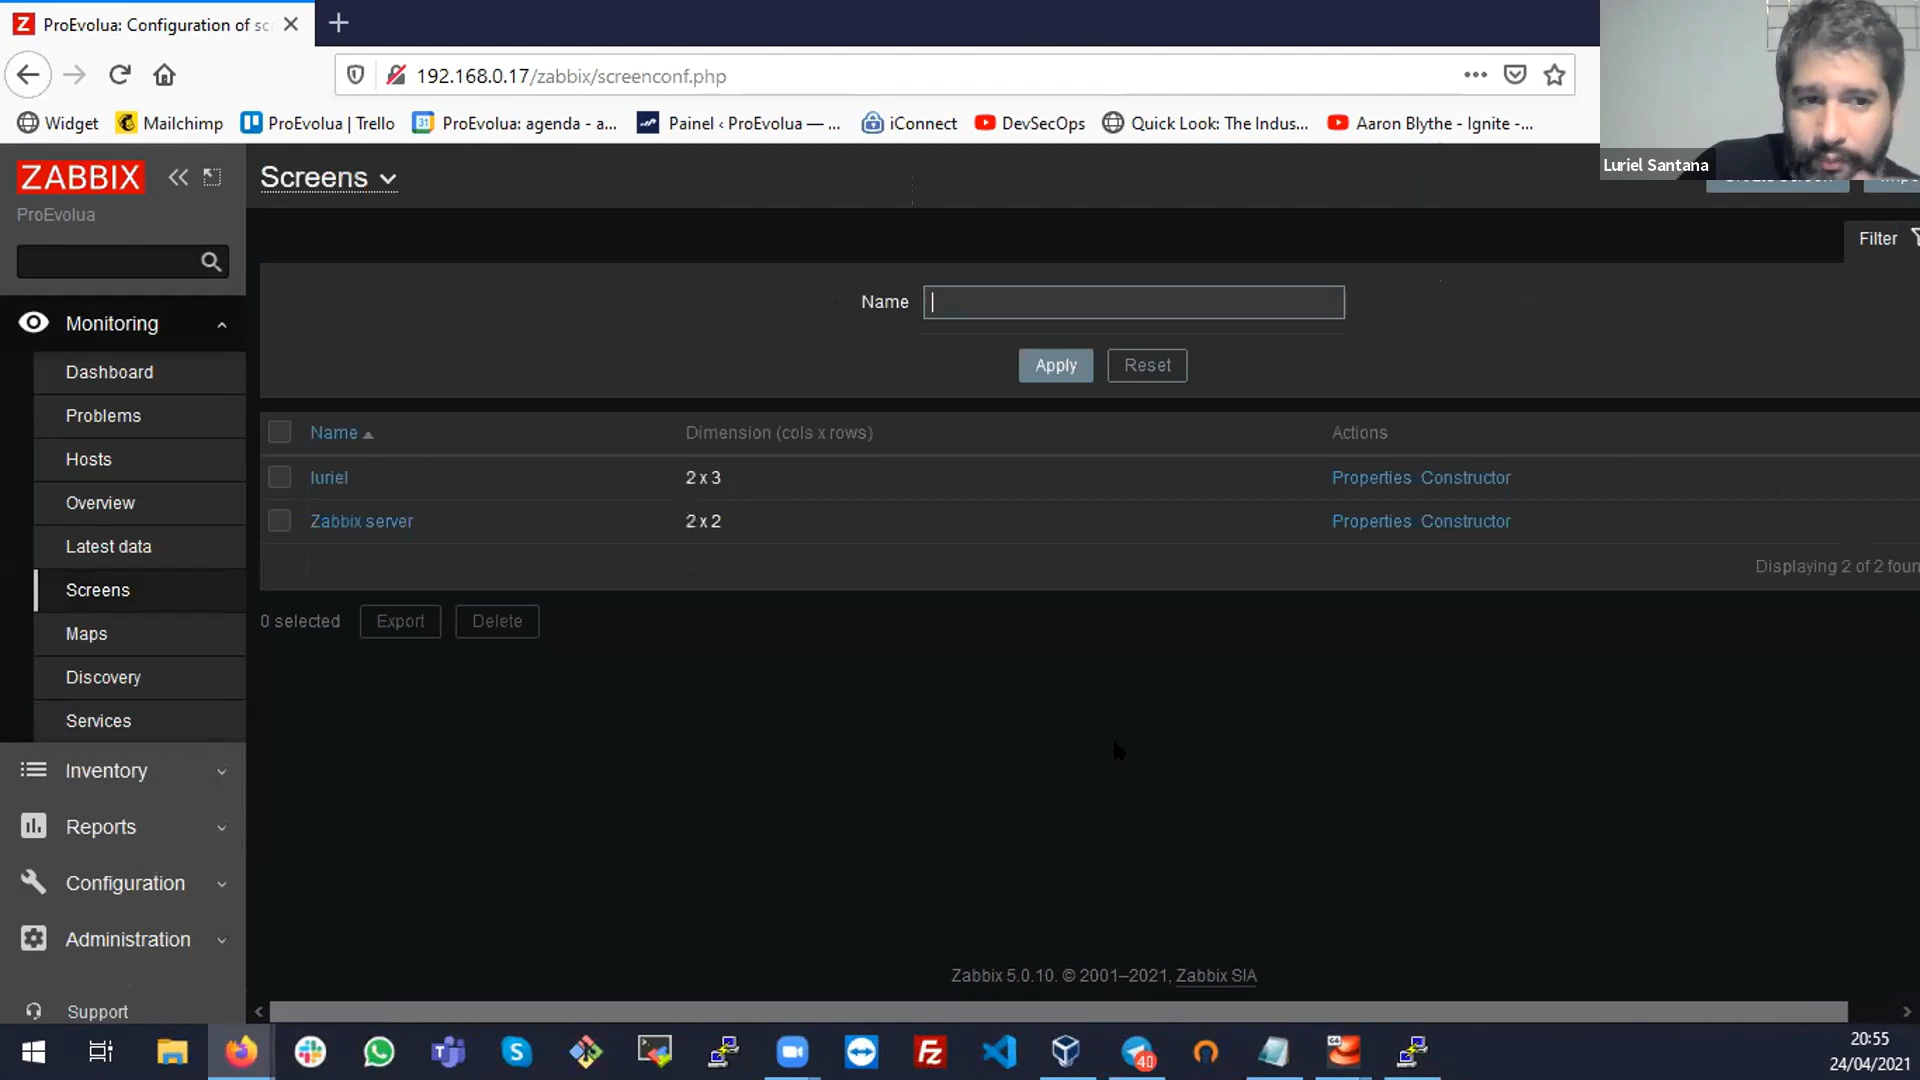 ProEvolua: Configuration of sc
192.168.0.17/zabbix/screenconf.php
Widget Mailchimp ProEvolua | Trello 31 ProEvolua: agenda - a... Painel ‹ ProEvolua — ... iConnect DevSecOps Quick Look: The Indus... Aaron Blythe - Ignite -...
Luriel Santana
ZABBIX
ProEvolua
Screens
Filter
Name
Apply Reset
Monitoring
Dashboard
Problems
Hosts
Overview
Latest data
Screens
Maps
Discovery
Services
Inventory
Reports
Configuration
Administration
Support
Name Dimension (cols x rows) Actions
luriel 2 x 3 Properties Constructor
Zabbix server 2 x 2 Properties Constructor
Displaying 2 of 2 foun
0 selected Export Delete
Zabbix 5.0.10. © 2001–2021, Zabbix SIA
40
64
20:55
24/04/2021